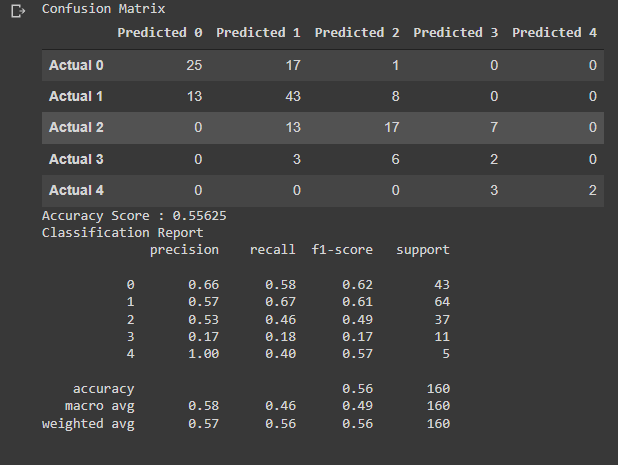 Confusion Matrix
Predicted 0 Predicted 1 Predicted 2 Predicted 3 Predicted 4
Actual 0 25 17 1 0 0
Actual 1 13 43 8 0 0
Actual 2 0 13 17 7 0
Actual 3 0 3 6 2 0
Actual 4 0 0 0 3 2
Accuracy Score : 0.55625
Classification Report
precision recall f1-score support
0 0.66 0.58 0.62 43
1 0.57 0.67 0.61 64
2 0.53 0.46 0.49 37
3 0.17 0.18 0.17 11
4 1.00 0.40 0.57 5
accuracy 0.56 160
macro avg 0.58 0.46 0.49 160
weighted avg 0.57 0.56 0.56 160